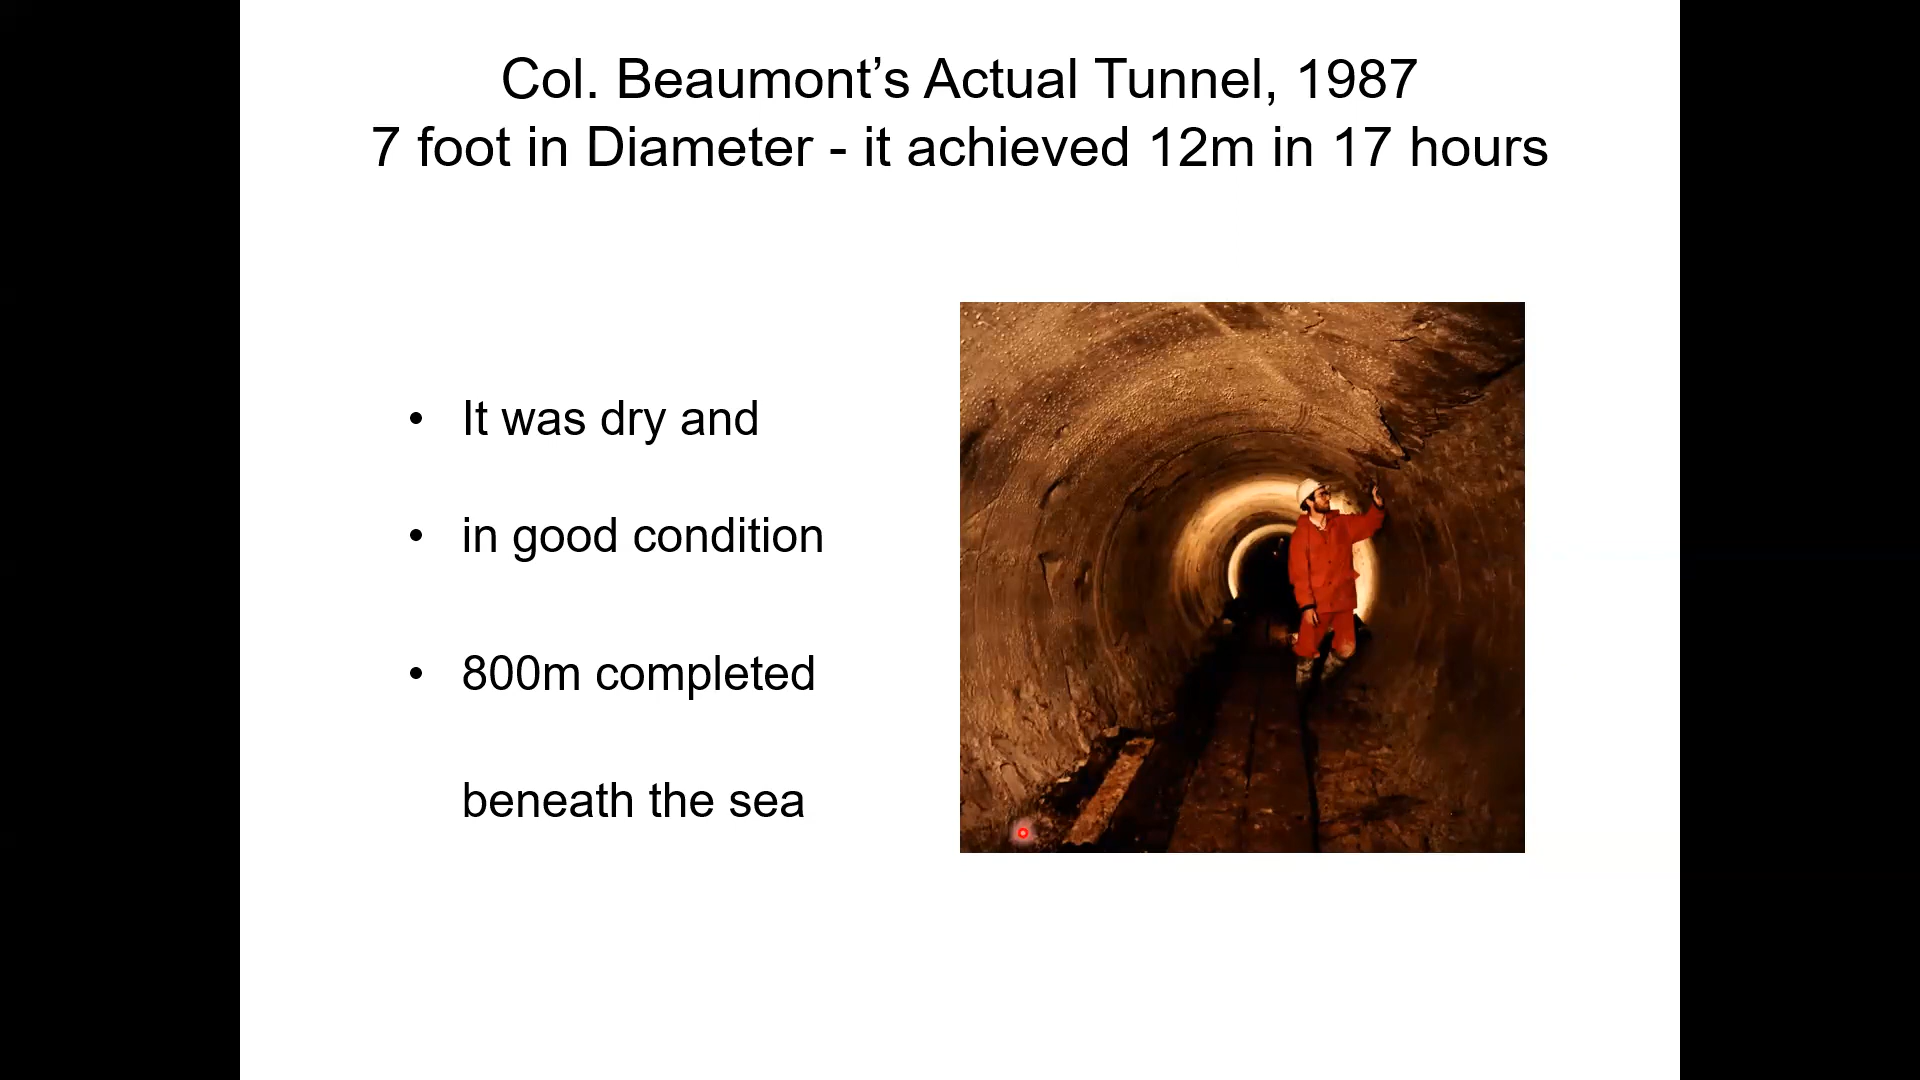 Col. Beaumont’s Actual Tunnel, 1987
7 foot in Diameter - it achieved 12m in 17 hours
• It was dry and
• in good condition
• 800m completed
beneath the sea